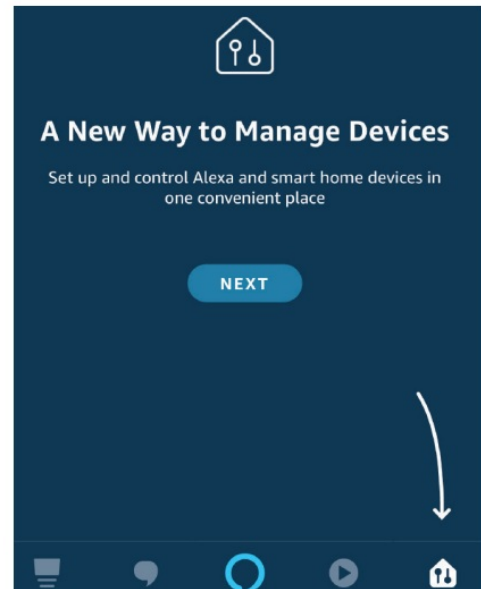 A New Way to Manage Devices
Set up and control Alexa and smart home devices in
one convenient place
NEXT